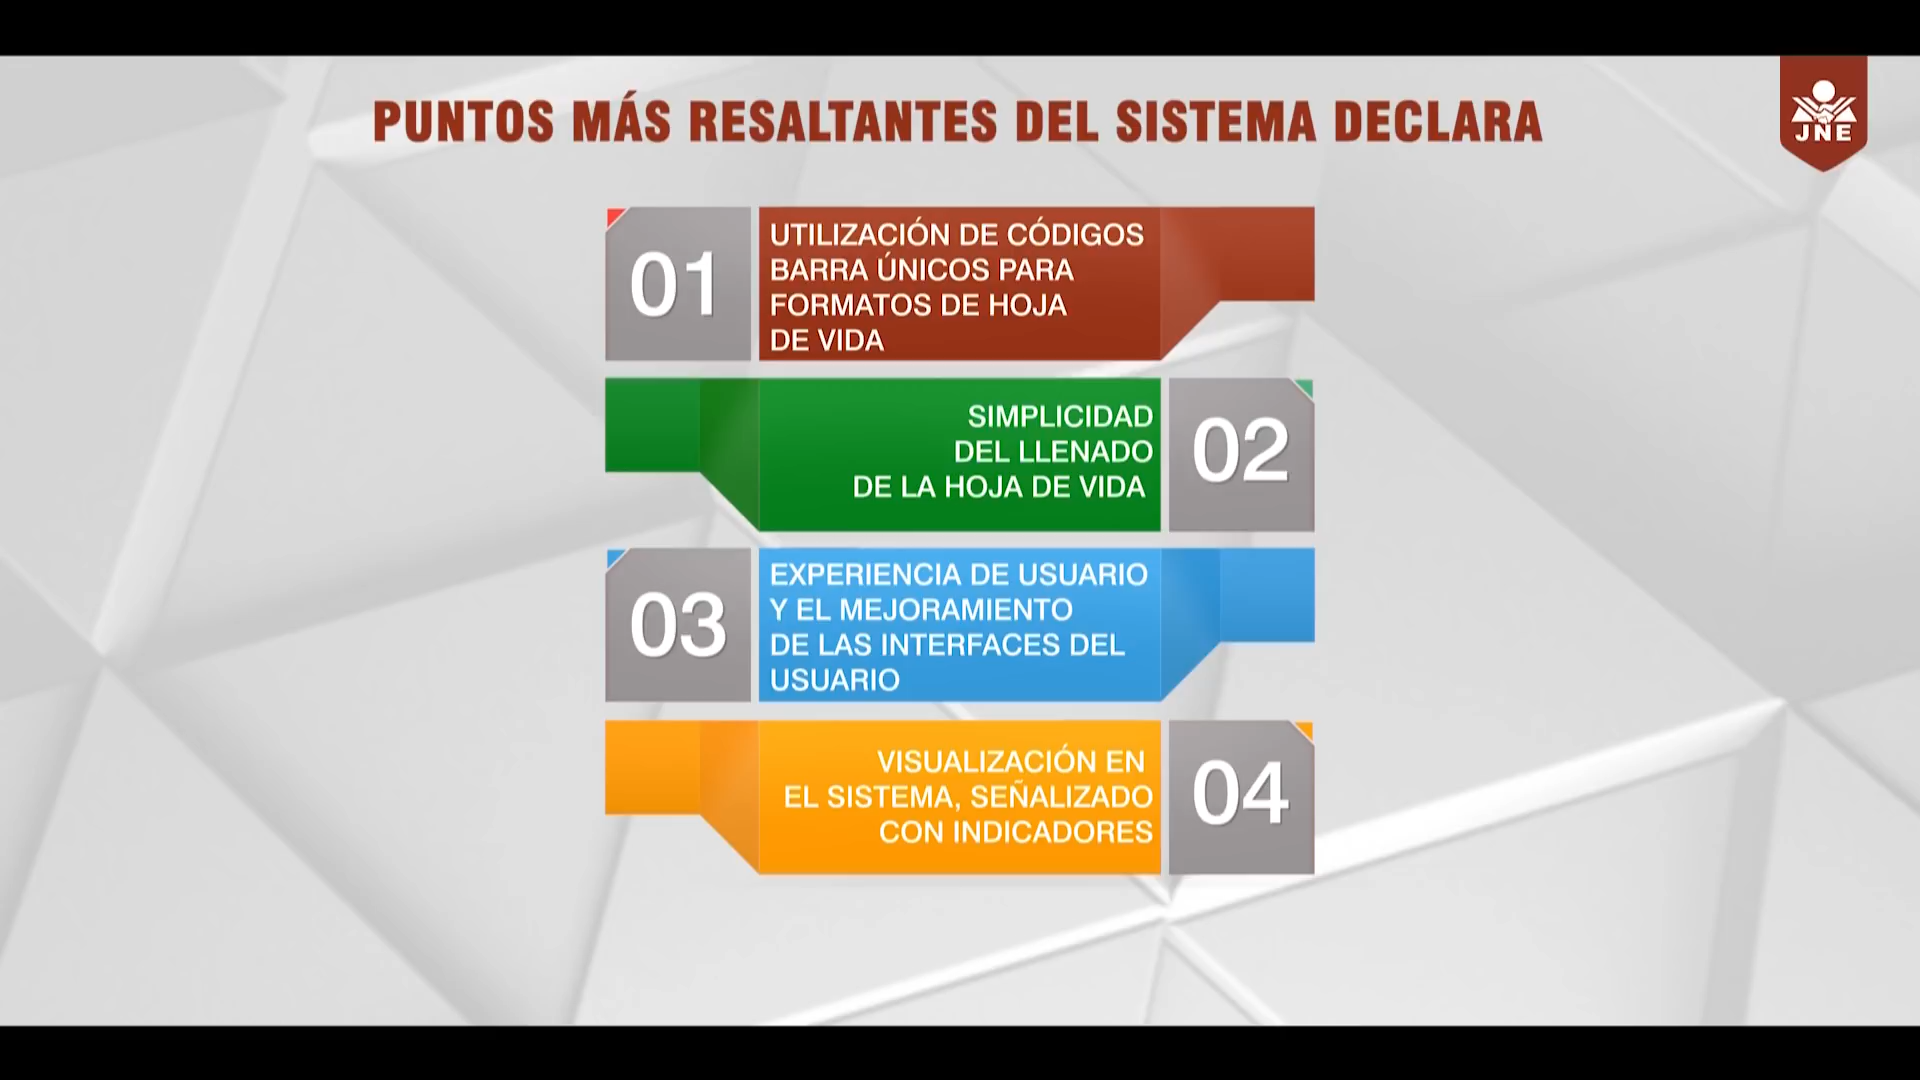 PUNTOS MÁS RESALTANTES DEL SISTEMA DECLARA
JNE
01
UTILIZACIÓN DE CÓDIGOS
BARRA ÚNICOS PARA
FORMATOS DE HOJA
DE VIDA
SIMPLICIDAD
DEL LLENADO
DE LA HOJA DE VIDA
02
03
EXPERIENCIA DE USUARIO
Y EL MEJORAMIENTO
DE LAS INTERFACES DEL
USUARIO
VISUALIZACIÓN EN
EL SISTEMA, SEÑALIZADO
CON INDICADORES
04